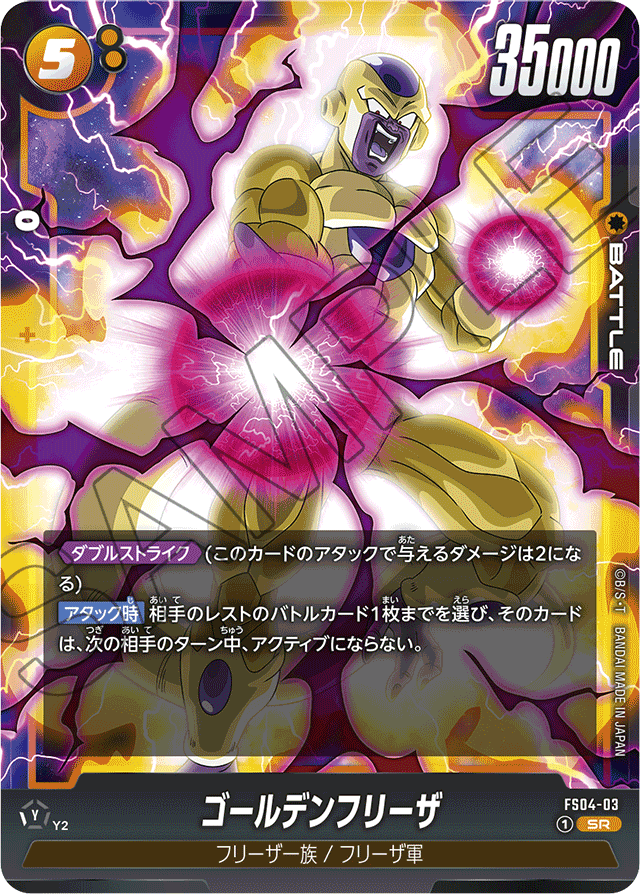 5
35000
0
BATTLE
SAMPLE
ダブルストライク (このカードのアタックで与えるダメージは2にな
る)
アタック時 相手のレストのバトルカード1枚までを選び、そのカード
は、次の相手のターン中、アクティブにならない。
©B/S・T BANDAI MADE IN JAPAN
Y Y2
ゴールデンフリーザ
FS04-03
1 SR
フリーザ一族 / フリーザ軍